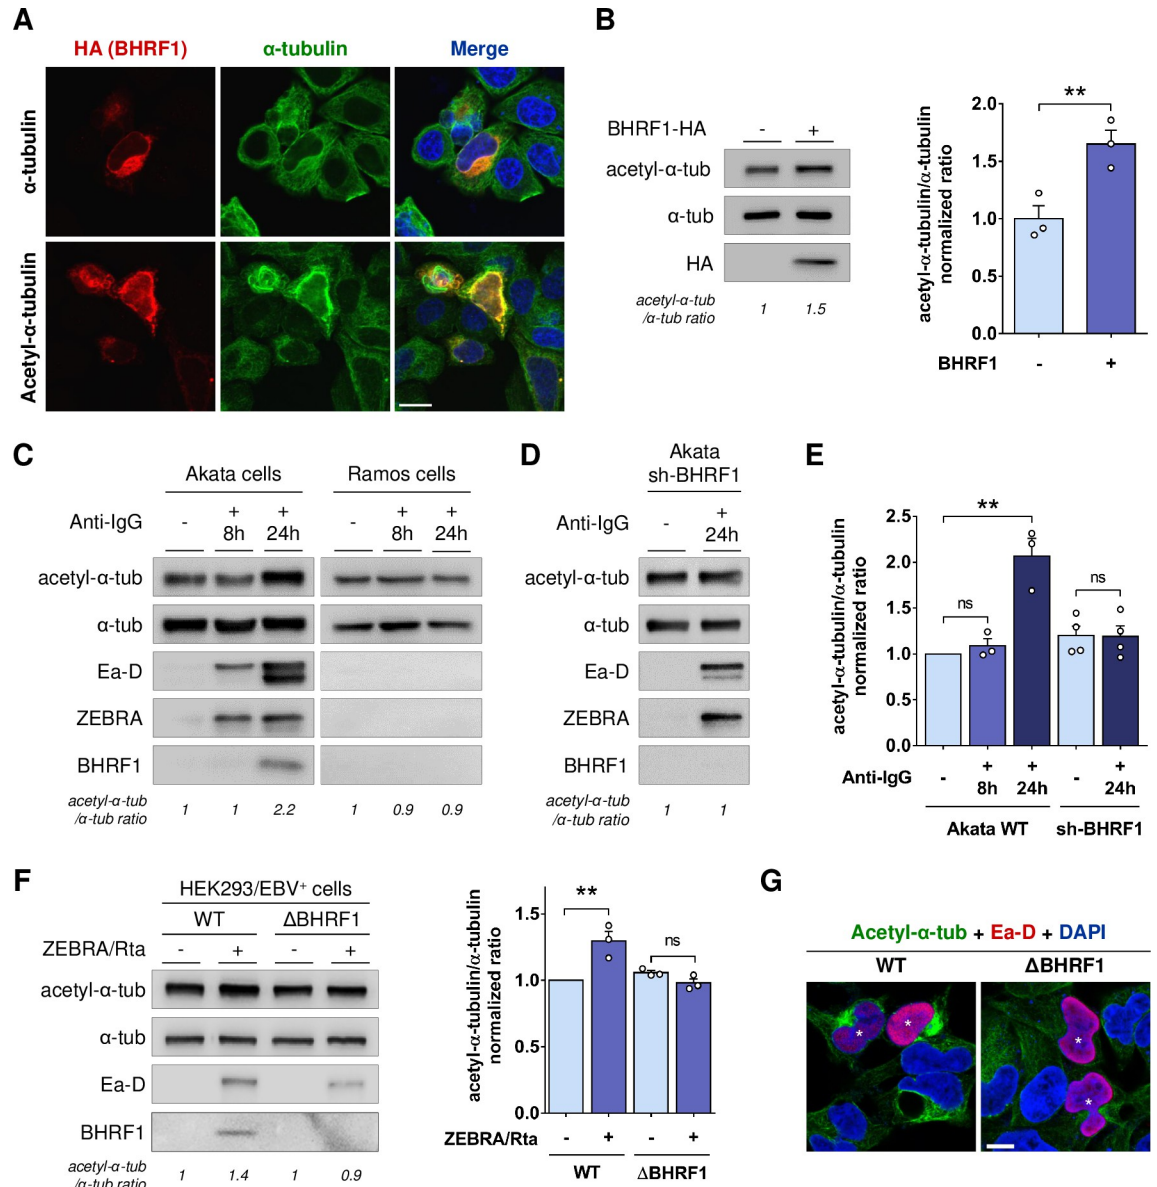 A
HA (BHRF1)
α-tubulin
Merge
α-tubulin
Acetyl-α-tubulin
B
BHRF1-HA
- +
acetyl-α-tub
α-tub
HA
acetyl-α-tub
/α-tub ratio
1 1.5
acetyl-α-tubulin/α-tubulin
normalized ratio
2.0
1.5
1.0
0.5
0.0
**
BHRF1 - +
C
Akata cells
Ramos cells
Anti-IgG
- + 8h + 24h
- + 8h + 24h
acetyl-α-tub
α-tub
Ea-D
ZEBRA
BHRF1
acetyl-α-tub
/α-tub ratio
1 1 2.2 1 0.9 0.9
D
Akata
sh-BHRF1
Anti-IgG
- + 24h
acetyl-α-tub
α-tub
Ea-D
ZEBRA
BHRF1
acetyl-α-tub
/α-tub ratio
1 1
E
acetyl-α-tubulin/α-tubulin
normalized ratio
2.5
2.0
1.5
1.0
0.5
0.0
ns
**
ns
Anti-IgG
- + 8h + 24h - + 24h
Akata WT
sh-BHRF1
F
HEK293/EBV+ cells
WT ΔBHRF1
ZEBRA/Rta
- + - +
acetyl-α-tub
α-tub
Ea-D
BHRF1
acetyl-α-tub
/α-tub ratio
1 1.4 1 0.9
acetyl-α-tubulin/α-tubulin
normalized ratio
1.5
1.0
0.5
0.0
**
ns
ZEBRA/Rta - + - +
WT ΔBHRF1
G
Acetyl-α-tub + Ea-D + DAPI
WT ΔBHRF1
* *
* *